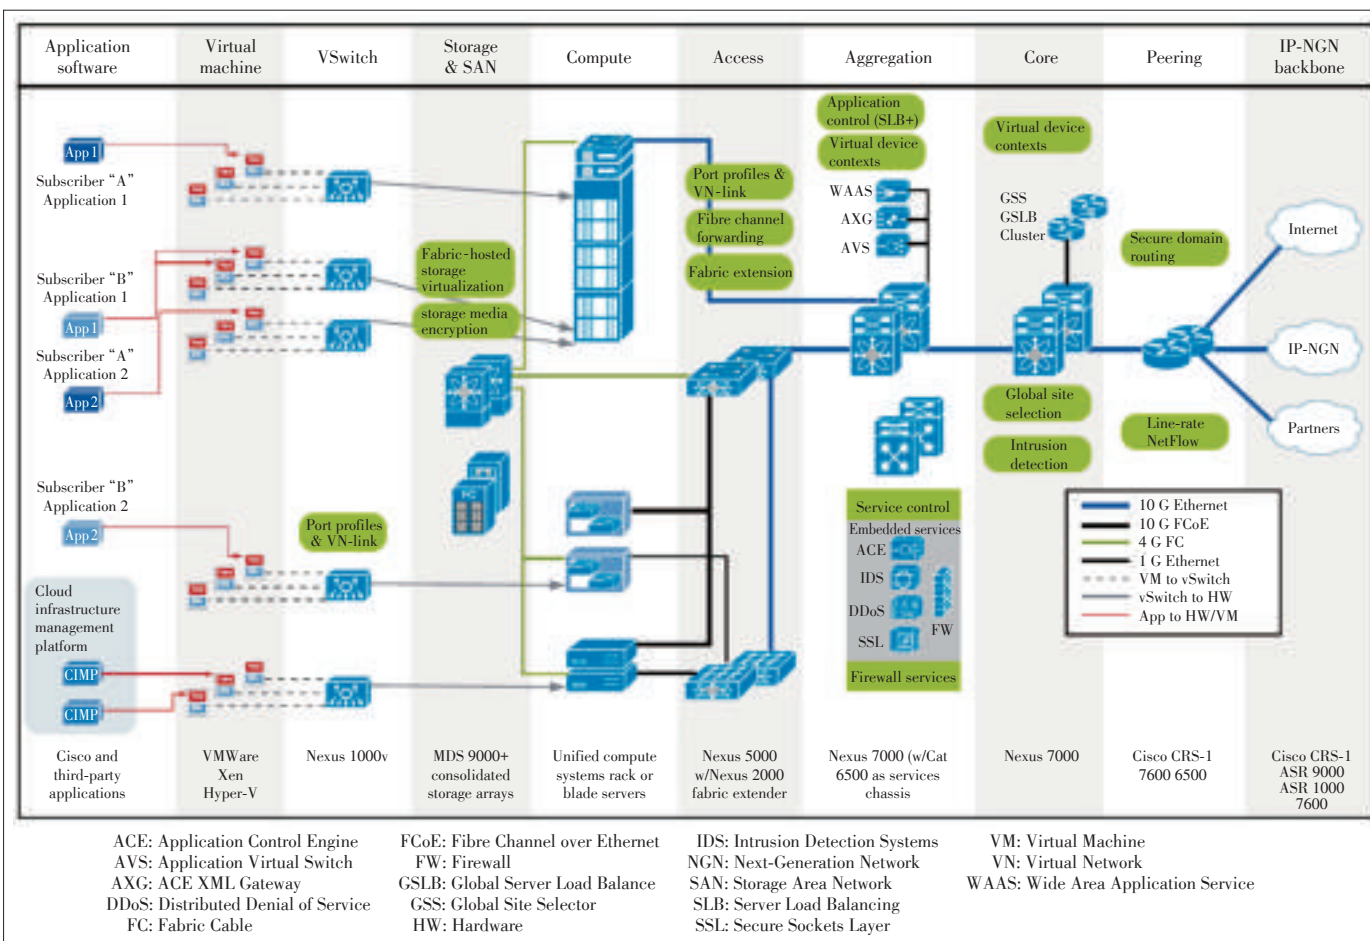 Application
software
Virtual
machine
VSwitch
Storage
& SAN
Compute
Access
Aggregation
Core
Peering
IP-NGN
backbone
App1
Subscriber “A”
Application 1
Subscriber “B”
Application 1
App1
Subscriber “A”
Application 2
App2
Subscriber “B”
Application 2
App2
Cloud
infrastructure
management
platform
CIMP
CIMP
Port profiles
& VN-link
Fabric-hosted
storage
virtualization
storage media
encryption
Port profiles &
VN-link
Fibre channel
forwarding
Fabric extension
Application
control (SLB+)
Virtual device
contexts
WAAS
AXG
AVS
Service control
Embedded services
ACE
IDS
DDoS
SSL
FW
Firewall services
Virtual device
contexts
GSS
GSLB
Cluster
Global site
selection
Intrusion
detection
Secure domain
routing
Line-rate
NetFlow
Internet
IP-NGN
Partners
10 G Ethernet
10 G FCoE
4 G FC
1 G Ethernet
VM to vSwitch
vSwitch to HW
App to HW/VM
Cisco and
third-party
applications
VMWare
Xen
Hyper-V
Nexus 1000v
MDS 9000+
consolidated
storage arrays
Unified compute
systems rack or
blade servers
Nexus 5000
w/Nexus 2000
fabric extender
Nexus 7000 (w/Cat
6500 as services
chassis
Nexus 7000
Cisco CRS-1
7600 6500
Cisco CRS-1
ASR 9000
ASR 1000
7600
ACE: Application Control Engine
AVS: Application Virtual Switch
AXG: ACE XML Gateway
DDoS: Distributed Denial of Service
FC: Fabric Cable
FCoE: Fibre Channel over Ethernet
FW: Firewall
GSLB: Global Server Load Balance
GSS: Global Site Selector
HW: Hardware
IDS: Intrusion Detection Systems
NGN: Next-Generation Network
SAN: Storage Area Network
SLB: Server Load Balancing
SSL: Secure Sockets Layer
VM: Virtual Machine
VN: Virtual Network
WAAS: Wide Area Application Service